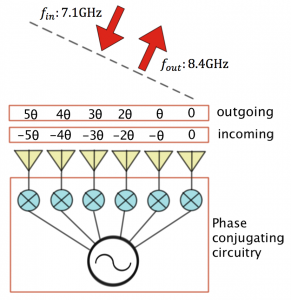 f_in: 7.1GHz
f_out: 8.4GHz
5θ 4θ 3θ 2θ θ 0 outgoing
-5θ -4θ -3θ -2θ -θ 0 incoming
Phase
conjugating
circuitry